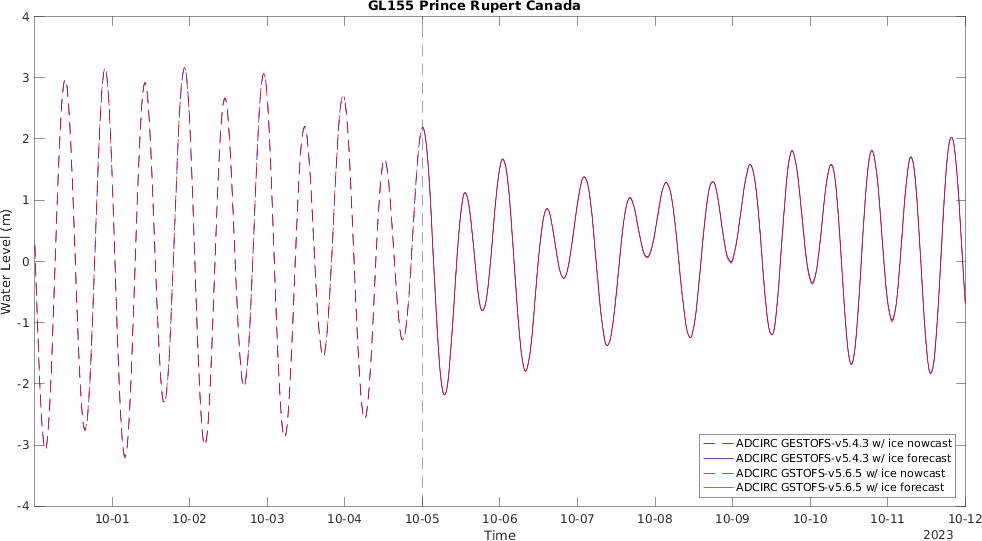 GL155 Prince Rupert Canada
4
3
2
1
0
-1
-2
-3
-4
Water Level (m)
ADCIRC GESTOFS-v5.4.3 w/ ice nowcast
ADCIRC GESTOFS-v5.4.3 w/ ice forecast
ADCIRC GSTOFS-v5.6.5 w/ ice nowcast
ADCIRC GSTOFS-v5.6.5 w/ ice forecast
10-01 10-02 10-03 10-04 10-05 10-06 10-07 10-08 10-09 10-10 10-11 10-12
Time
2023